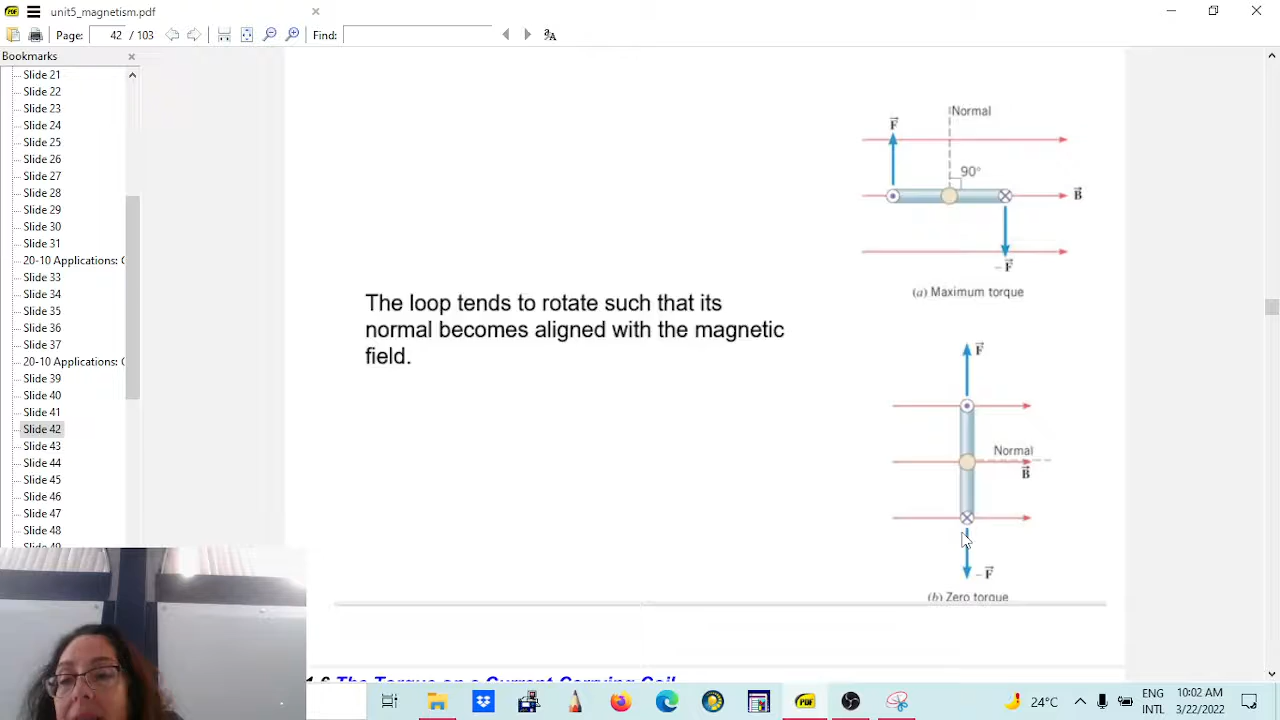 unit5_magnetism.pdf
Page: 42 / 103 Find:
Bookmarks
Slide 21
Slide 22
Slide 23
Slide 24
Slide 25
Slide 26
Slide 27
Slide 28
Slide 29
Slide 30
Slide 31
20-10 Applications: (
Slide 33
Slide 34
Slide 35
Slide 36
Slide 37
20-10 Applications: (
Slide 39
Slide 40
Slide 41
Slide 42
Slide 43
Slide 44
Slide 45
Slide 46
Slide 47
Slide 48
Slide 49
Normal
F
90°
B
– F
(a) Maximum torque
The loop tends to rotate such that its
normal becomes aligned with the magnetic
field.
F
Normal
B
– F
(b) Zero torque
1.6 The Torque on a Current-Carrying Coil
24°C
ENG
INTL
10:02 AM
3/22/2022